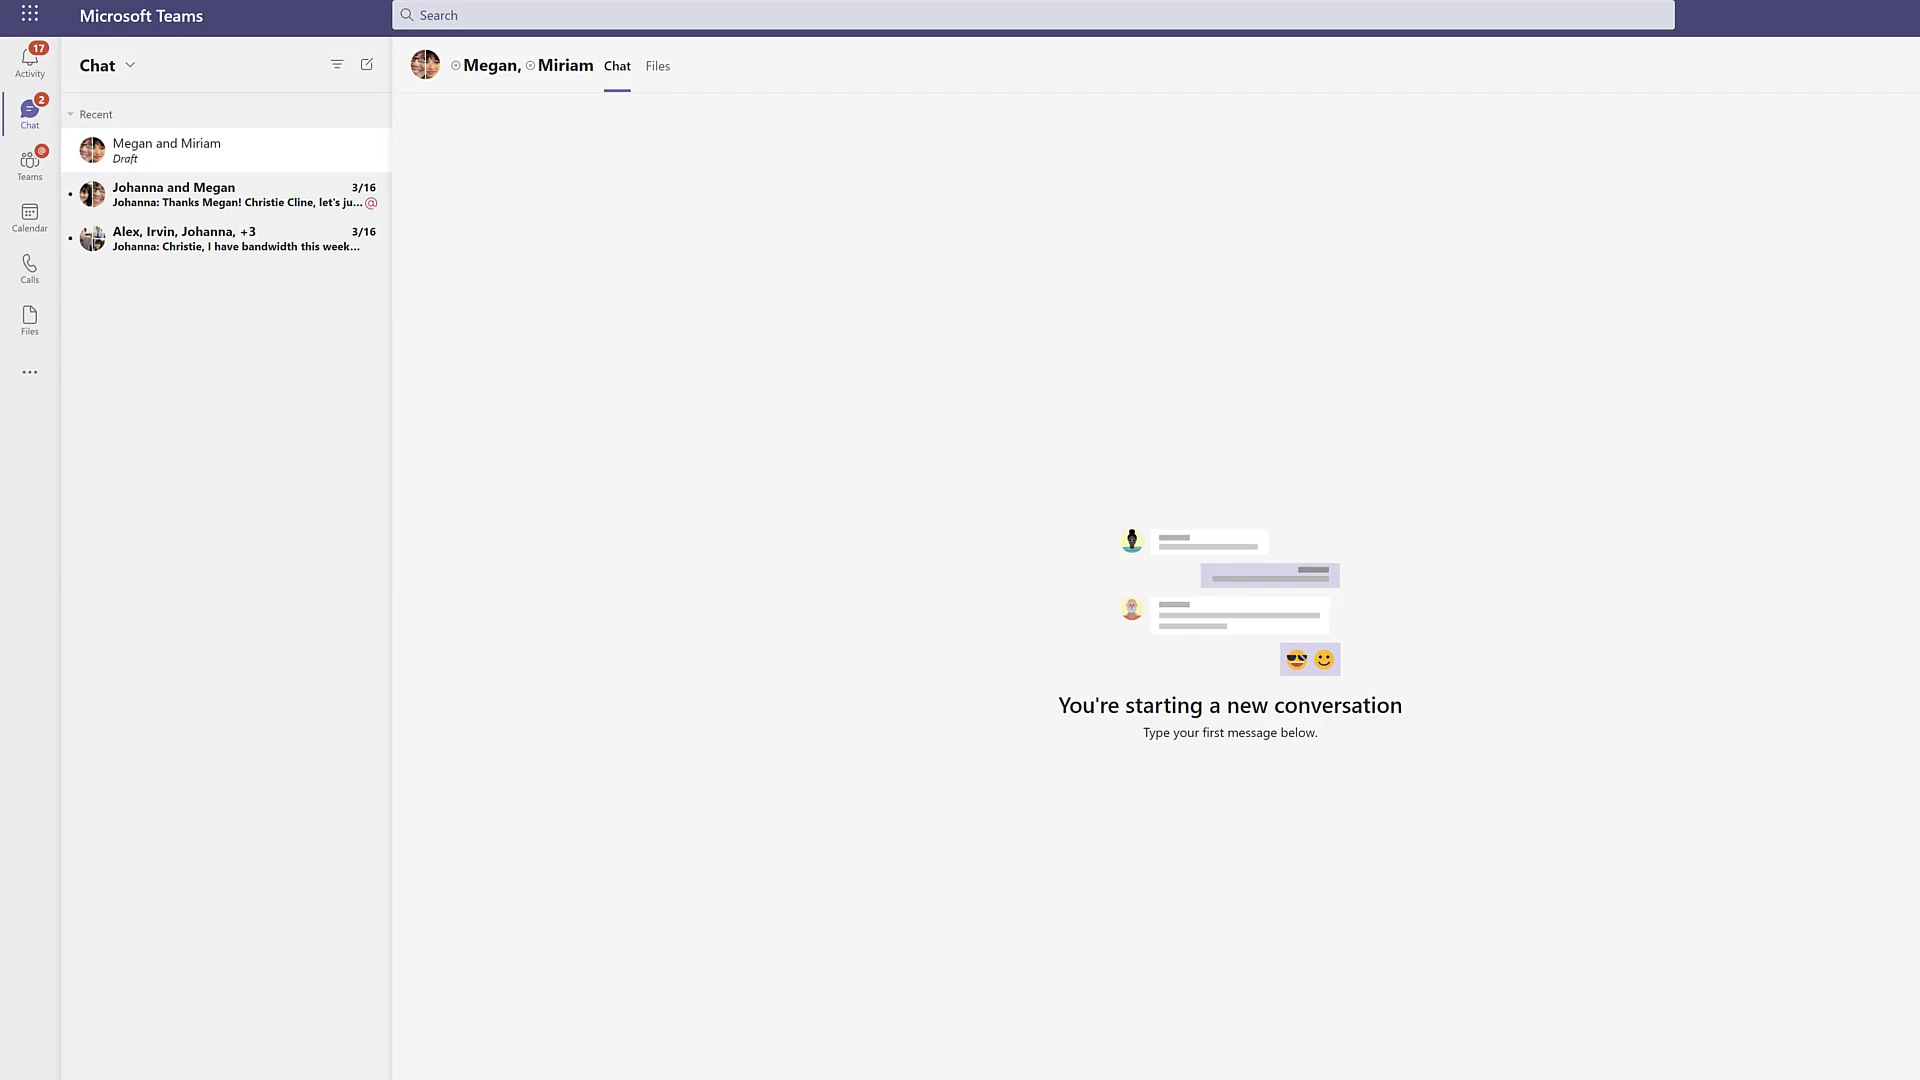 Microsoft Teams
Search
17
Activity
2
Chat
@
Teams
Calendar
Calls
Files
Chat
Recent
Megan and Miriam
Draft
Johanna and Megan 3/16
Johanna: Thanks Megan! Christie Cline, let's ju... @
Alex, Irvin, Johanna, +3 3/16
Johanna: Christie, I have bandwidth this week...
Megan, Miriam Chat Files
You're starting a new conversation
Type your first message below.